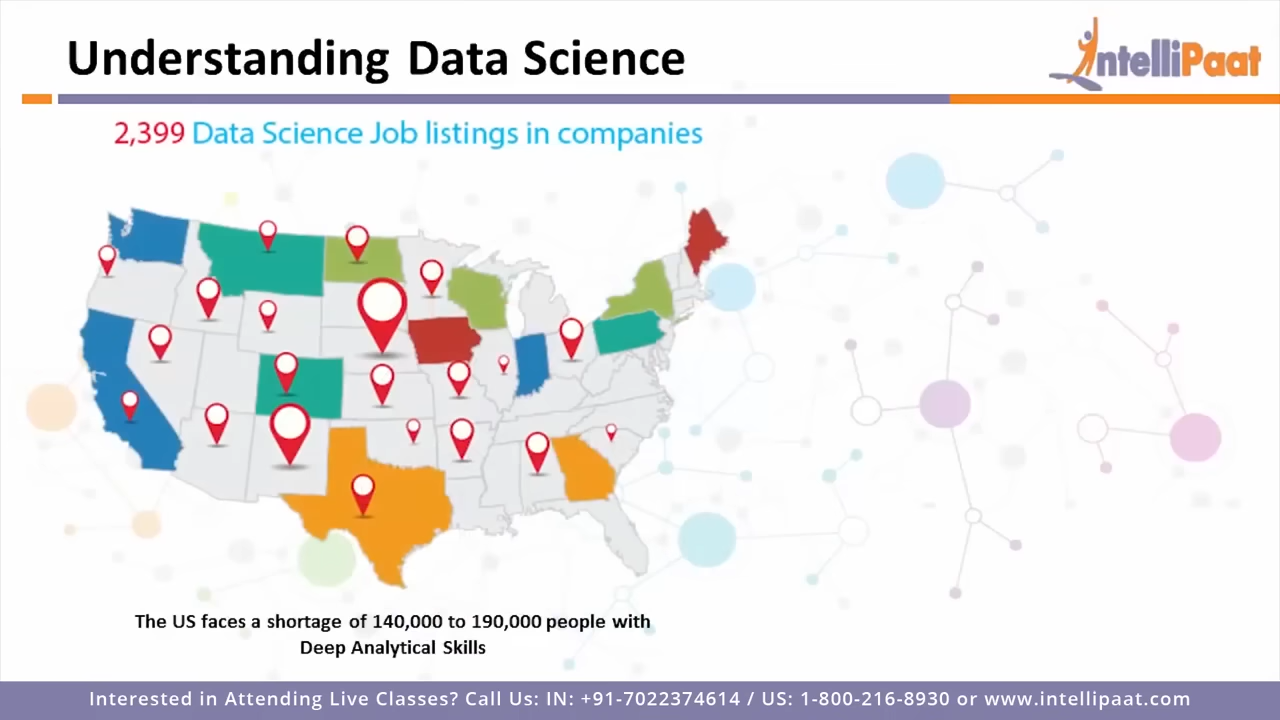 Understanding Data Science
IntelliPaat
2,399 Data Science Job listings in companies
The US faces a shortage of 140,000 to 190,000 people with
Deep Analytical Skills
Interested in Attending Live Classes? Call Us: IN: +91-7022374614 / US: 1-800-216-8930 or www.intellipaat.com